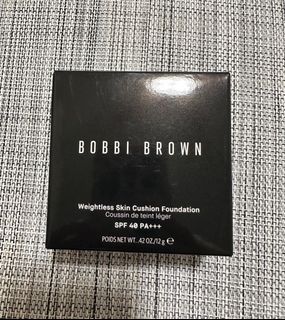 BOBBI BROWN
Weightless Skin Cushion Foundation
Coussin de teint léger
SPF 40 PA+++
POIDS NET WT. .42 OZ./12 g ℮